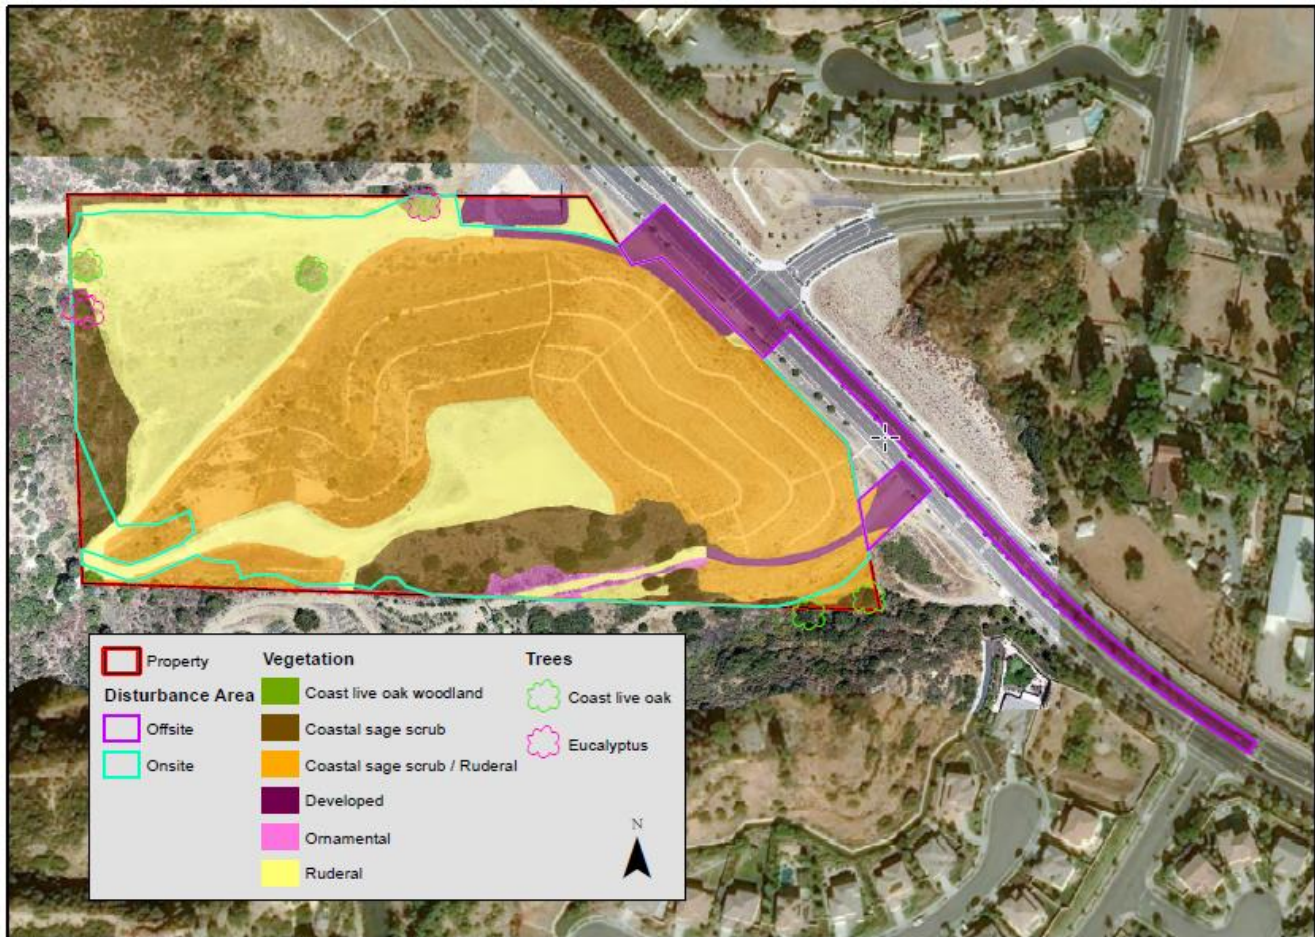 Property
Disturbance Area
Offsite
Onsite
Vegetation
Coast live oak woodland
Coastal sage scrub
Coastal sage scrub / Ruderal
Developed
Ornamental
Ruderal
Trees
Coast live oak
Eucalyptus
N